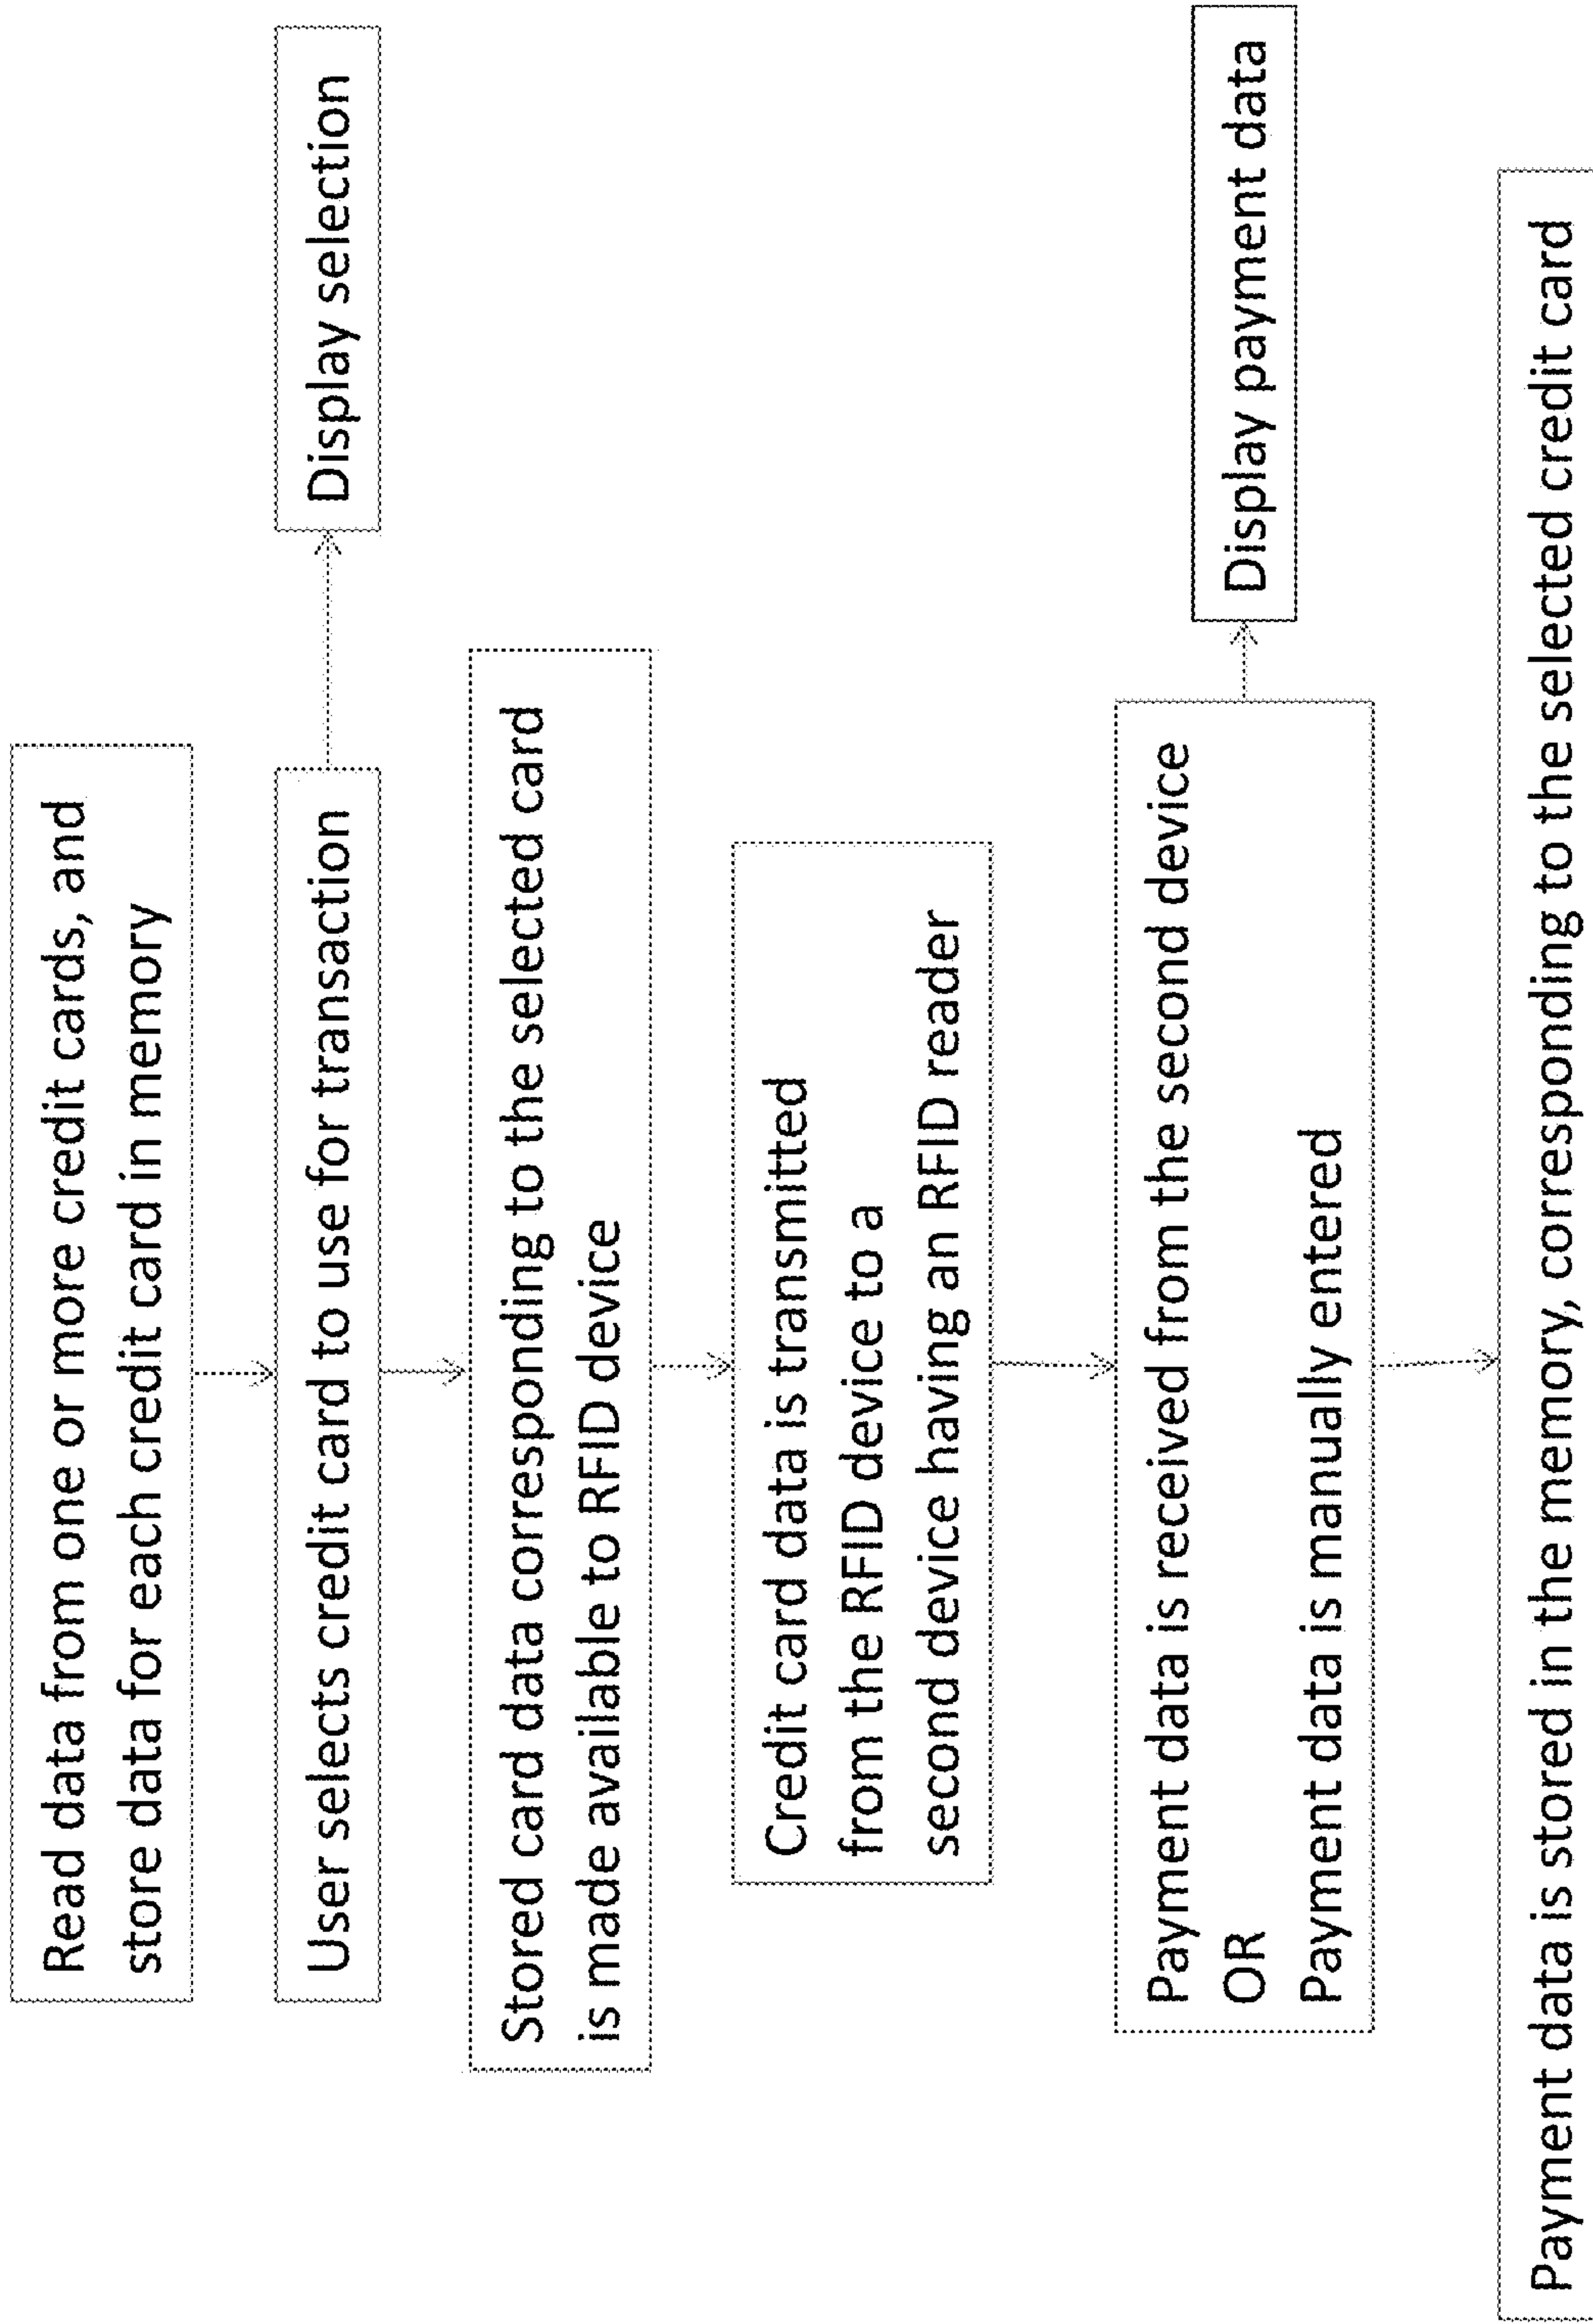 Read data from one or more credit cards, and
store data for each credit card in memory
User selects credit card to use for transaction
Display selection
Stored card data corresponding to the selected card
is made available to RFID device
Credit card data is transmitted
from the RFID device to a
second device having an RFID reader
Payment data is received from the second device
OR
Payment data is manually entered
Display payment data
Payment data is stored in the memory, corresponding to the selected credit card